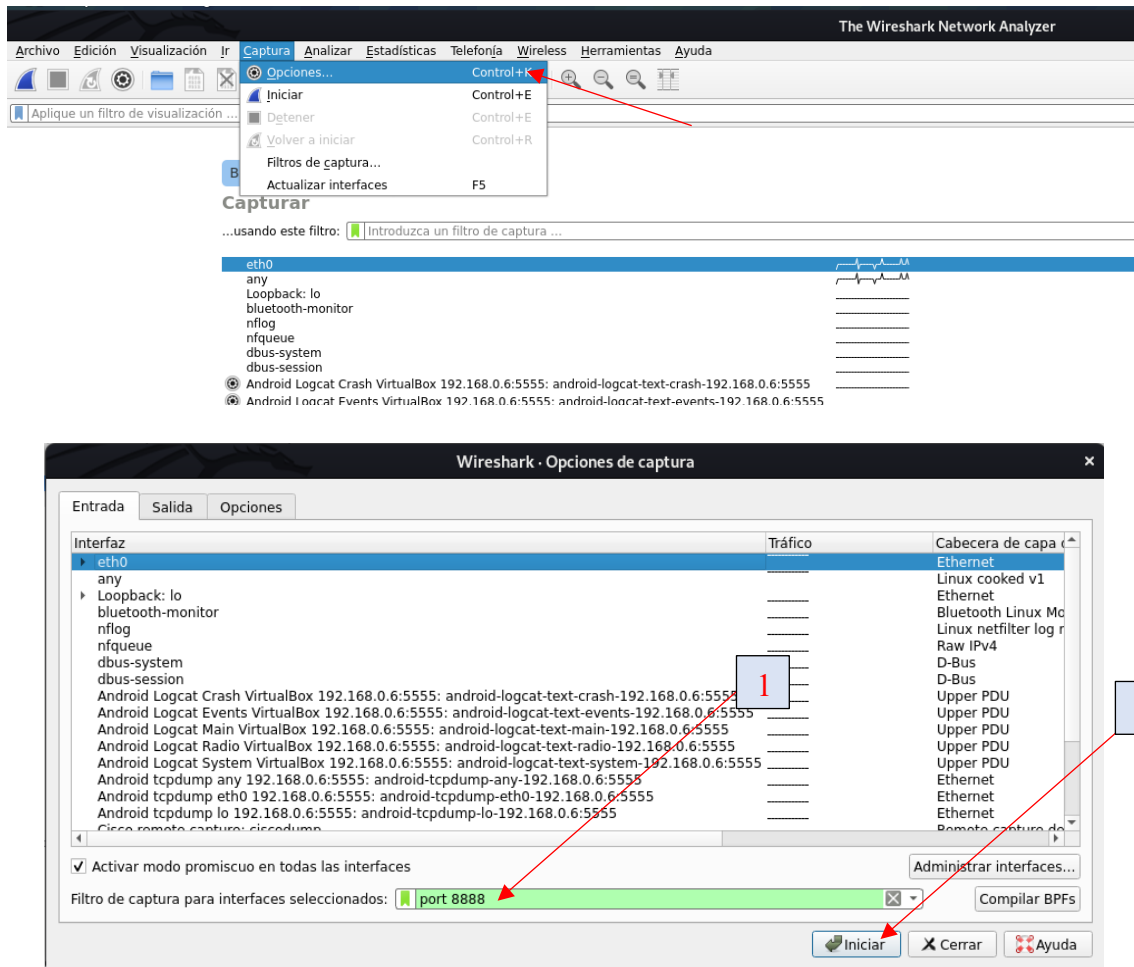 The Wireshark Network Analyzer
Archivo Edición Visualización Ir Captura Analizar Estadísticas Telefonía Wireless Herramientas Ayuda
Opciones... Control+K
Iniciar Control+E
Aplique un filtro de visualización ...
Detener Control+E
Volver a iniciar Control+R
Filtros de captura...
B
Actualizar interfaces F5
Capturar
...usando este filtro: Introduzca un filtro de captura ...
eth0
any
Loopback: lo
bluetooth-monitor
nflog
nfqueue
dbus-system
dbus-session
Android Logcat Crash VirtualBox 192.168.0.6:5555: android-logcat-text-crash-192.168.0.6:5555
Android Logcat Events VirtualBox 192.168.0.6:5555: android-logcat-text-events-192.168.0.6:5555
Wireshark · Opciones de captura
Entrada Salida Opciones
Interfaz Tráfico Cabecera de capa
eth0 Ethernet
any Linux cooked v1
Loopback: lo Ethernet
bluetooth-monitor Bluetooth Linux Mo
nflog Linux netfilter log
nfqueue Raw IPv4
dbus-system D-Bus
dbus-session D-Bus
1
Android Logcat Crash VirtualBox 192.168.0.6:5555: android-logcat-text-crash-192.168.0.6:5555 Upper PDU
Android Logcat Events VirtualBox 192.168.0.6:5555: android-logcat-text-events-192.168.0.6:5555 Upper PDU
Android Logcat Main VirtualBox 192.168.0.6:5555: android-logcat-text-main-192.168.0.6:5555 Upper PDU
Android Logcat Radio VirtualBox 192.168.0.6:5555: android-logcat-text-radio-192.168.0.6:5555 Upper PDU
Android Logcat System VirtualBox 192.168.0.6:5555: android-logcat-text-system-192.168.0.6:5555 Upper PDU
Android tcpdump any 192.168.0.6:5555: android-tcpdump-any-192.168.0.6:5555 Ethernet
Android tcpdump eth0 192.168.0.6:5555: android-tcpdump-eth0-192.168.0.6:5555 Ethernet
Android tcpdump lo 192.168.0.6:5555: android-tcpdump-lo-192.168.0.6:5555 Ethernet
Cisco remote capture: ciscodump Remote capture de
Activar modo promiscuo en todas las interfaces Administrar interfaces...
Filtro de captura para interfaces seleccionados: port 8888 Compilar BPFs
Iniciar Cerrar Ayuda